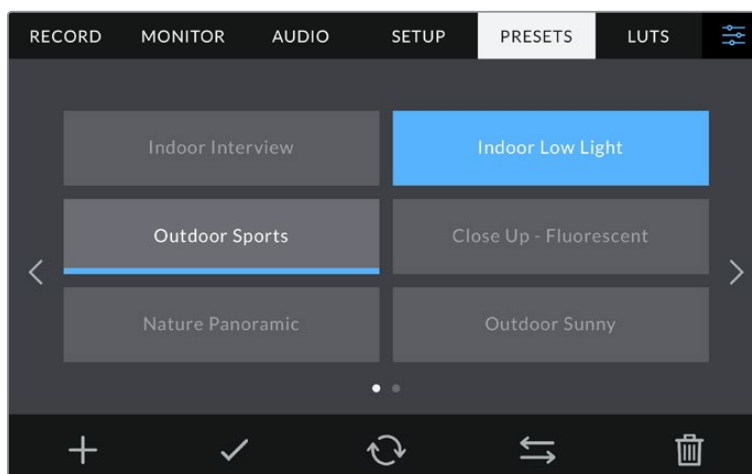 RECORD MONITOR AUDIO SETUP PRESETS LUTS
Indoor Interview Indoor Low Light
Outdoor Sports Close Up - Fluorescent
Nature Panoramic Outdoor Sunny